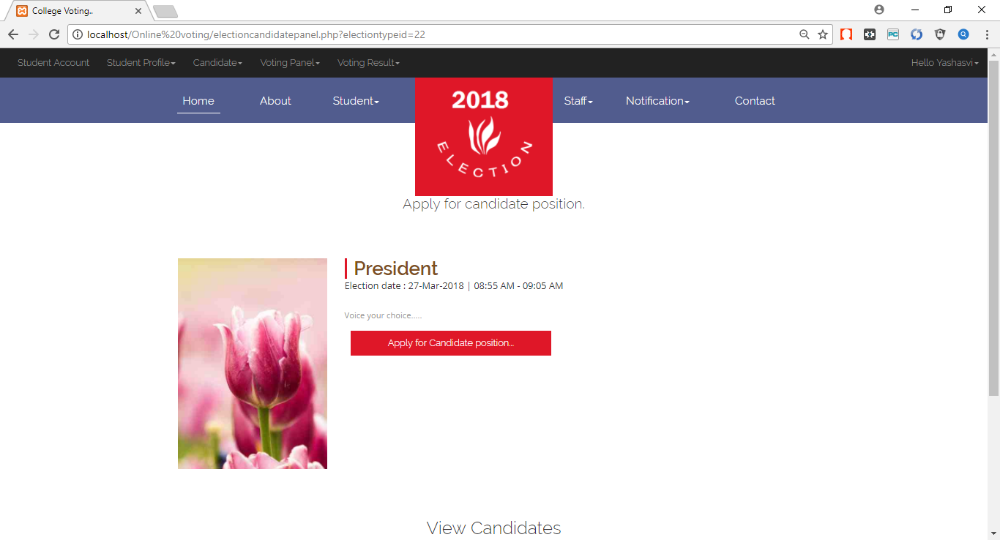 College Voting..
localhost/Online%20voting/electioncandidatepanel.php?electiontypeid=22
PC
Student Account Student Profile Candidate Voting Panel Voting Result Hello Yashasvi
Home About Student Staff Notification Contact
2018
ELECTION
Apply for candidate position.
President
Election date : 27-Mar-2018 | 08:55 AM - 09:05 AM
Voice your choice.....
Apply for Candidate position...
View Candidates